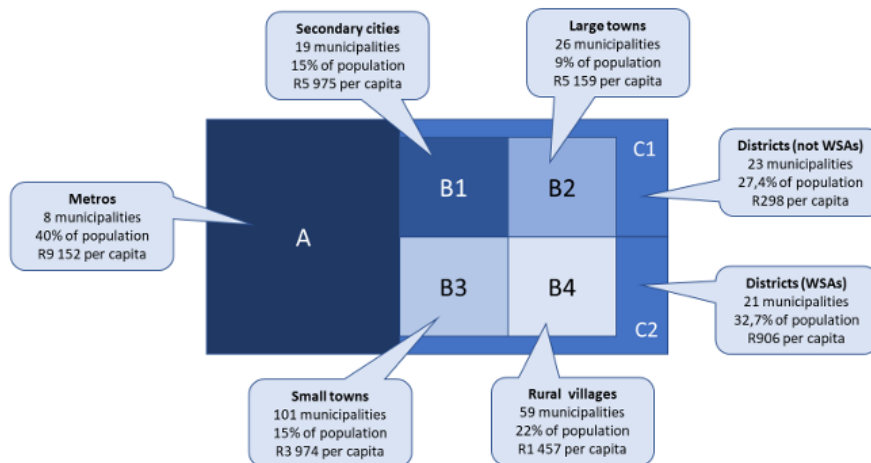 Secondary cities
19 municipalities
15% of population
R5 975 per capita
Large towns
26 municipalities
9% of population
R5 159 per capita
C1
Districts (not WSAs)
23 municipalities
27,4% of population
R298 per capita
B1
B2
Metros
8 municipalities
40% of population
R9 152 per capita
A
B3
B4
Districts (WSAs)
21 municipalities
32,7% of population
R906 per capita
C2
Small towns
101 municipalities
15% of population
R3 974 per capita
Rural villages
59 municipalities
22% of population
R1 457 per capita